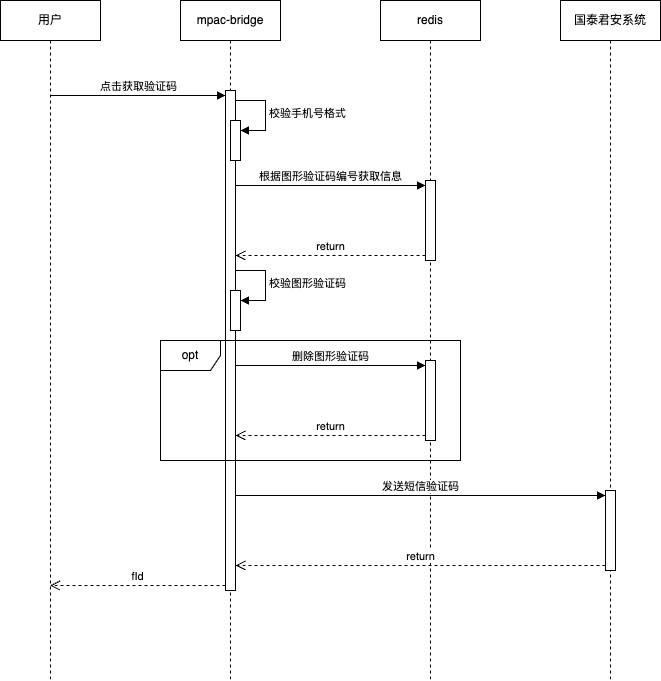 用户
mpac-bridge
redis
国泰君安系统
点击获取验证码
校验手机号格式
根据图形验证码编号获取信息
return
校验图形验证码
opt
删除图形验证码
return
发送短信验证码
return
fId